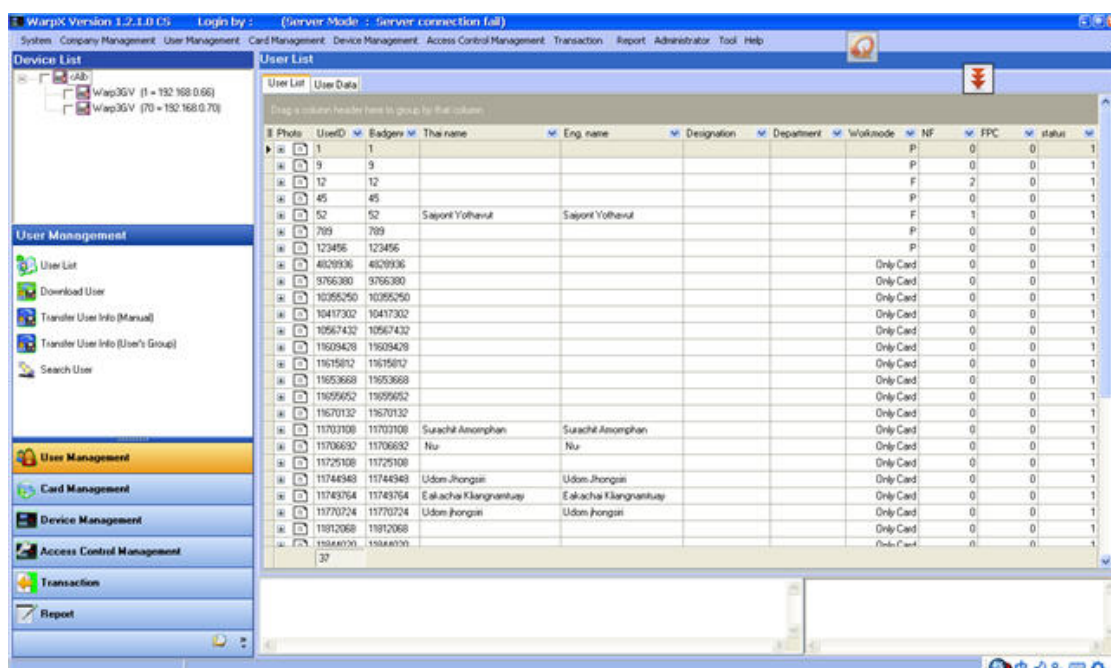 WarpX Version 1.2.1.0 CS Login by : (Server Mode : Server connection fail)
System Company Management User Management Card Management Device Management Access Control Management Transaction Report Administrator Tool Help
Device List
<All>
Warp3GV (1 = 192.168.0.66)
Warp3GV (70 = 192.168.0.70)
User Management
User List
Download User
Transfer User Info (Manual)
Transfer User Info (User's Group)
Search User
User Management
Card Management
Device Management
Access Control Management
Transaction
Report
User List
User List User Data
Drag a column header here to group by that column
Photo UserID Badgen Thai name Eng. name Designation Department Workmode NF FPC status
1 1 P 0 0 1
9 9 P 0 0 1
12 12 F 2 0 1
45 45 P 0 0 1
52 52 Saiyont Yothavut Saiyont Yothavut F 1 0 1
789 789 P 0 0 1
123456 123456 P 0 0 1
4828936 4828936 Only Card 0 0 1
9766380 9766380 Only Card 0 0 1
10355250 10355250 Only Card 0 0 1
10417302 10417302 Only Card 0 0 1
10567432 10567432 Only Card 0 0 1
11609428 11609428 Only Card 0 0 1
11615812 11615812 Only Card 0 0 1
11653668 11653668 Only Card 0 0 1
11655652 11655652 Only Card 0 0 1
11670132 11670132 Only Card 0 0 1
11703108 11703108 Surachit Amornphan Surachit Amornphan Only Card 0 0 1
11706692 11706692 Nu- Nu- Only Card 0 0 1
11725108 11725108 Only Card 0 0 1
11744948 11744948 Udom Jhongsiri Udom Jhongsiri Only Card 0 0 1
11749764 11749764 Eakachai Kliangnamtuay Eakachai Kliangnamtuay Only Card 0 0 1
11770724 11770724 Udom jhongsiri Udom jhongsiri Only Card 0 0 1
11812068 11812068 Only Card 0 0 1
11844020 11844020 Only Card 0 0 1
37